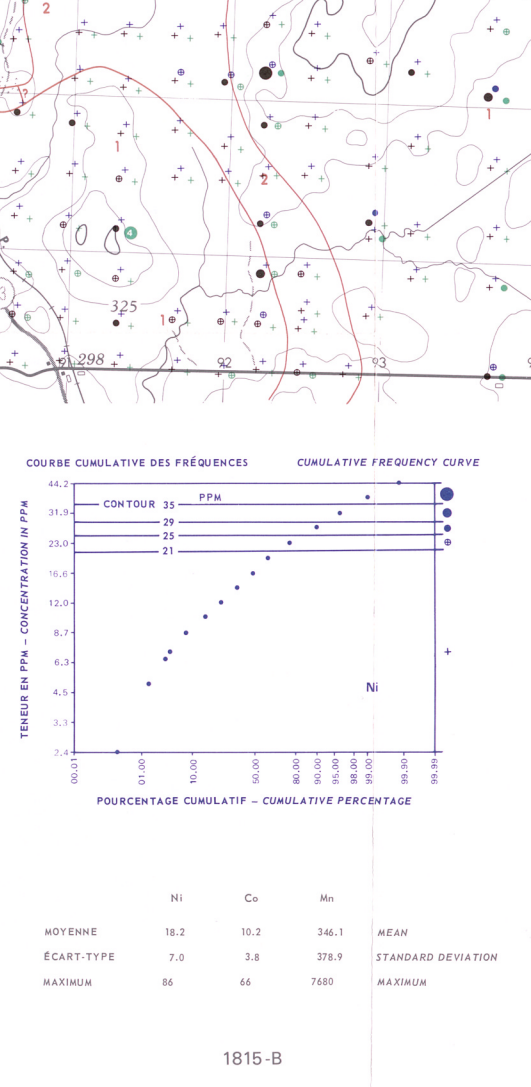 2
?
1
1
2
4
3
325
1
91 298
92
93
COURBE CUMULATIVE DES FRÉQUENCES CUMULATIVE FREQUENCY CURVE
44.2
CONTOUR 35 PPM
31.9
29
25
23.0
21
16.6
12.0
8.7
6.3
4.5
3.3
2.4
TENEUR EN PPM – CONCENTRATION IN PPM
Ni
00.01 01.00 10.00 50.00 80.00 90.00 95.00 98.00 99.00 99.90 99.99
POURCENTAGE CUMULATIF – CUMULATIVE PERCENTAGE
Ni Co Mn
MOYENNE 18.2 10.2 346.1 MEAN
ÉCART-TYPE 7.0 3.8 378.9 STANDARD DEVIATION
MAXIMUM 86 66 7680 MAXIMUM
1815-B